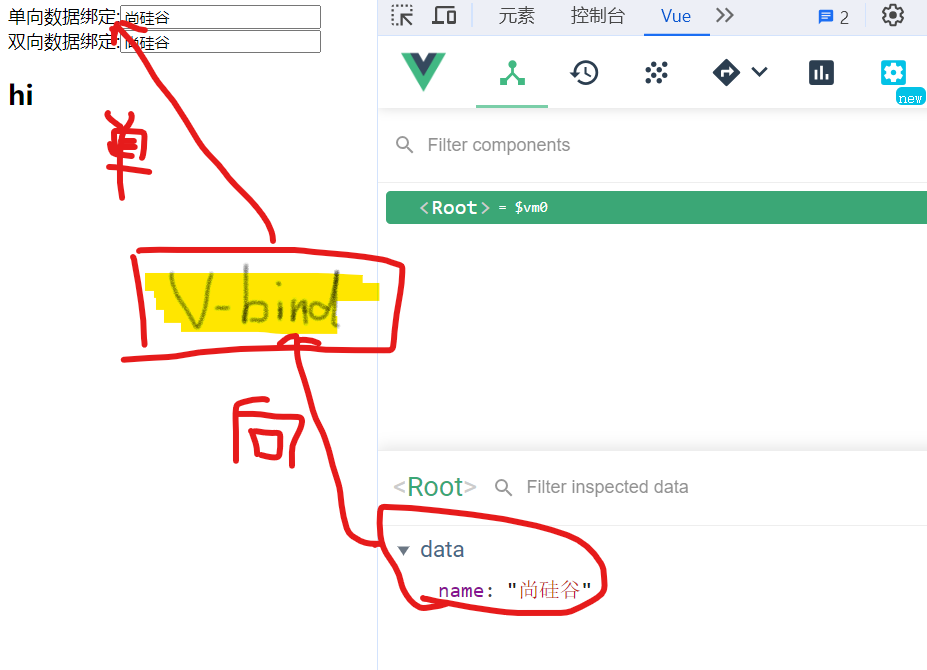 单向数据绑定:尚硅谷
双向数据绑定:尚硅谷
hi
单
V-bind
向
元素 控制台 Vue 2
new
Filter components
<Root> = $vm0
<Root> Filter inspected data
data
name: "尚硅谷"